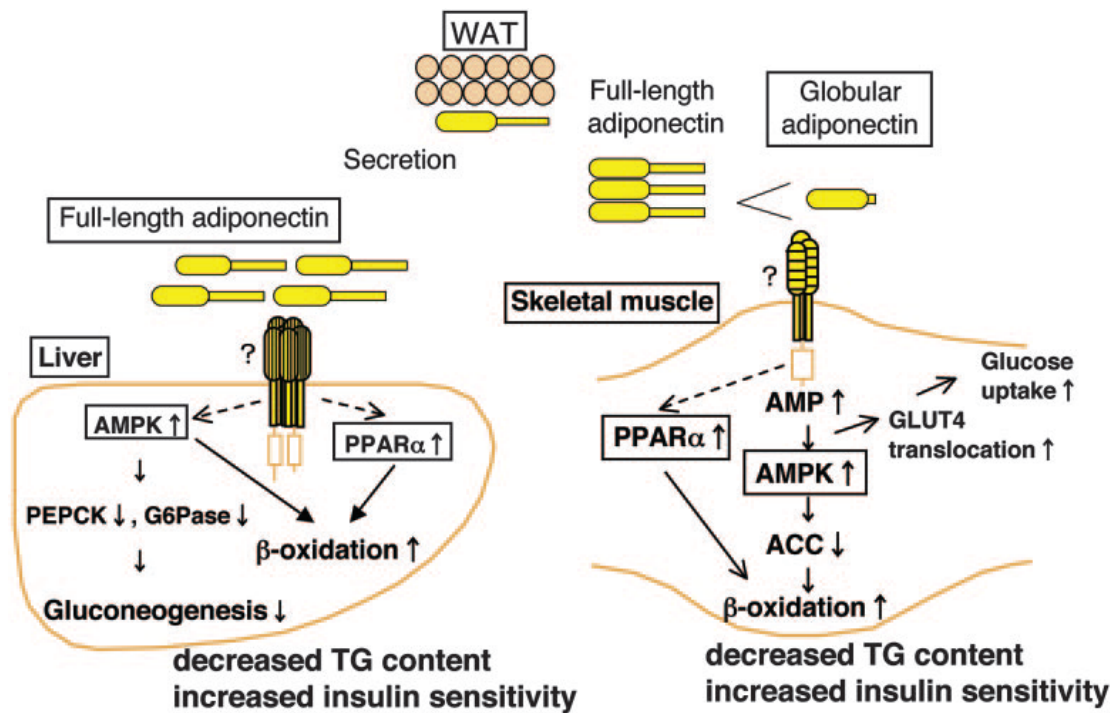 WAT
Full-length
adiponectin
Globular
adiponectin
Secretion
Full-length adiponectin
?
Skeletal muscle
?
Liver
Glucose
uptake ↑
AMP ↑
GLUT4
translocation ↑
AMPK ↑
PPARα ↑
PPARα ↑
AMPK ↑
PEPCK ↓ , G6Pase ↓
β-oxidation ↑
ACC ↓
Gluconeogenesis ↓
β-oxidation ↑
decreased TG content
increased insulin sensitivity
decreased TG content
increased insulin sensitivity